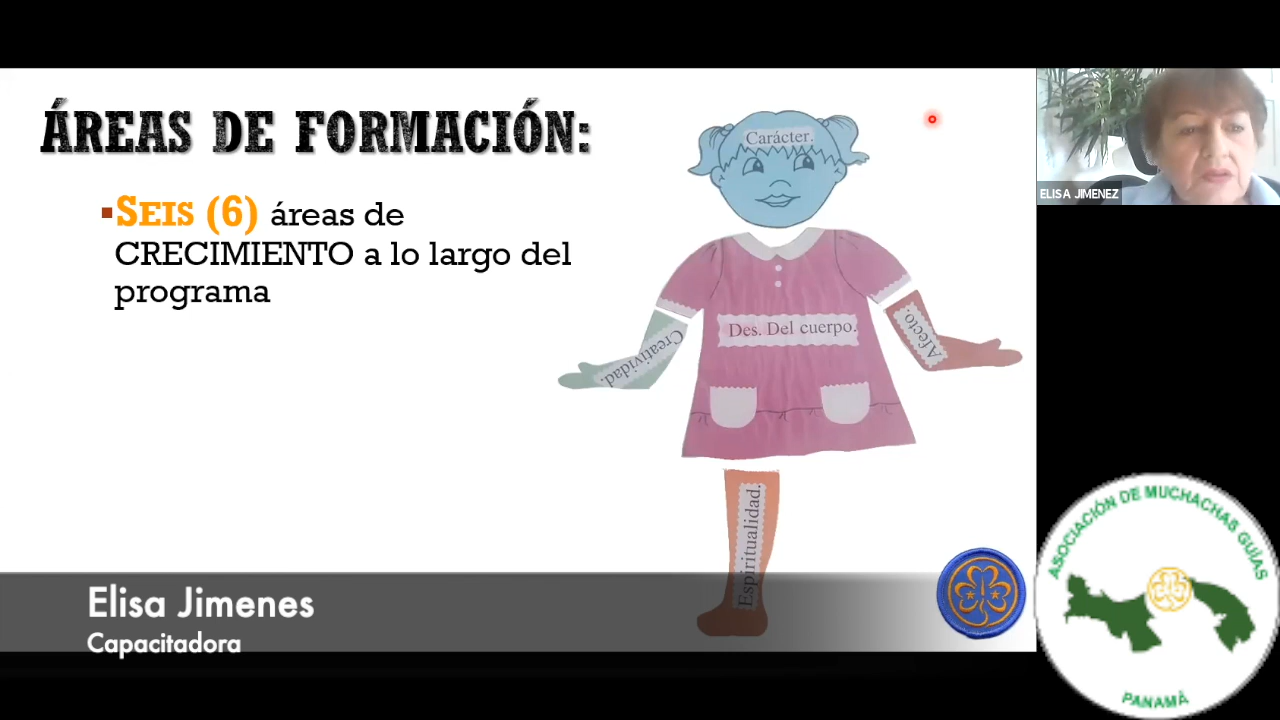 ÁREAS DE FORMACIÓN:
▪SEIS (6) áreas de
CRECIMIENTO a lo largo del
programa
Carácter.
Des. Del cuerpo.
Creatividad.
Afecto.
Espiritualidad.
ELISA JIMENEZ
Elisa Jimenes
Capacitadora
ASOCIACIÓN DE MUCHACHAS GUÍAS
PANAMÁ